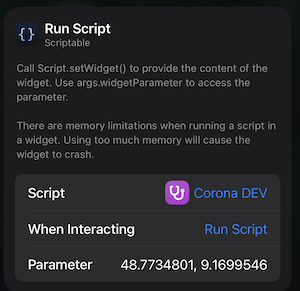 {} Run Script
Scriptable
Call Script.setWidget() to provide the content of the
widget. Use args.widgetParameter to access the
parameter.
There are memory limitations when running a script in
a widget. Using too much memory will cause the
widget to crash.
Script Corona DEV
When Interacting Run Script
Parameter 48.7734801, 9.1699546